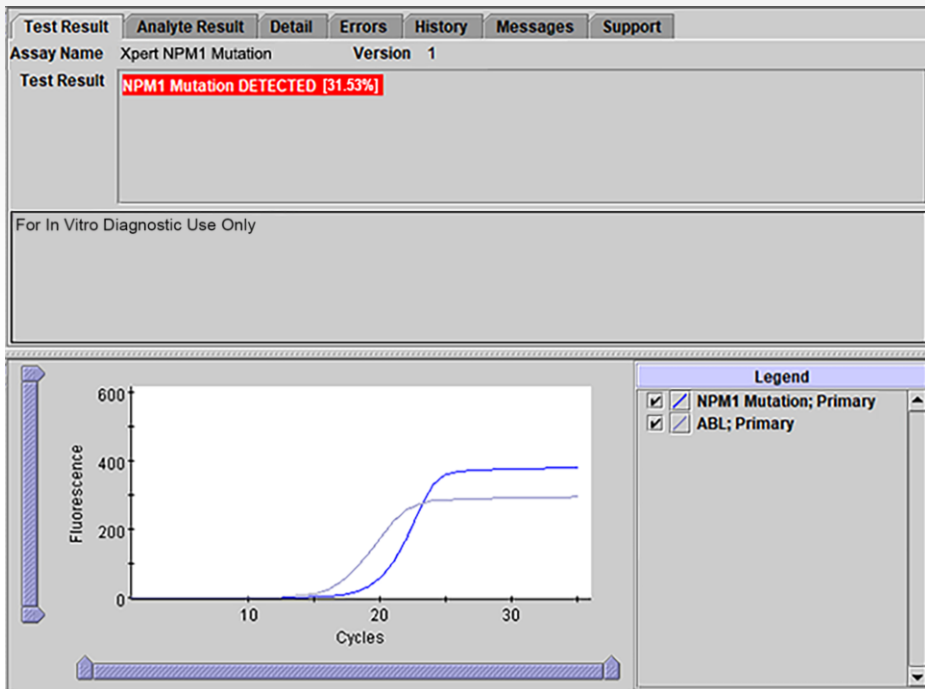 Test Result Analyte Result Detail Errors History Messages Support
Assay Name Xpert NPM1 Mutation Version 1
Test Result NPM1 Mutation DETECTED [31.53%]
For In Vitro Diagnostic Use Only
600
400
200
0
Fluorescence
10 20 30
Cycles
Legend
NPM1 Mutation; Primary
ABL; Primary